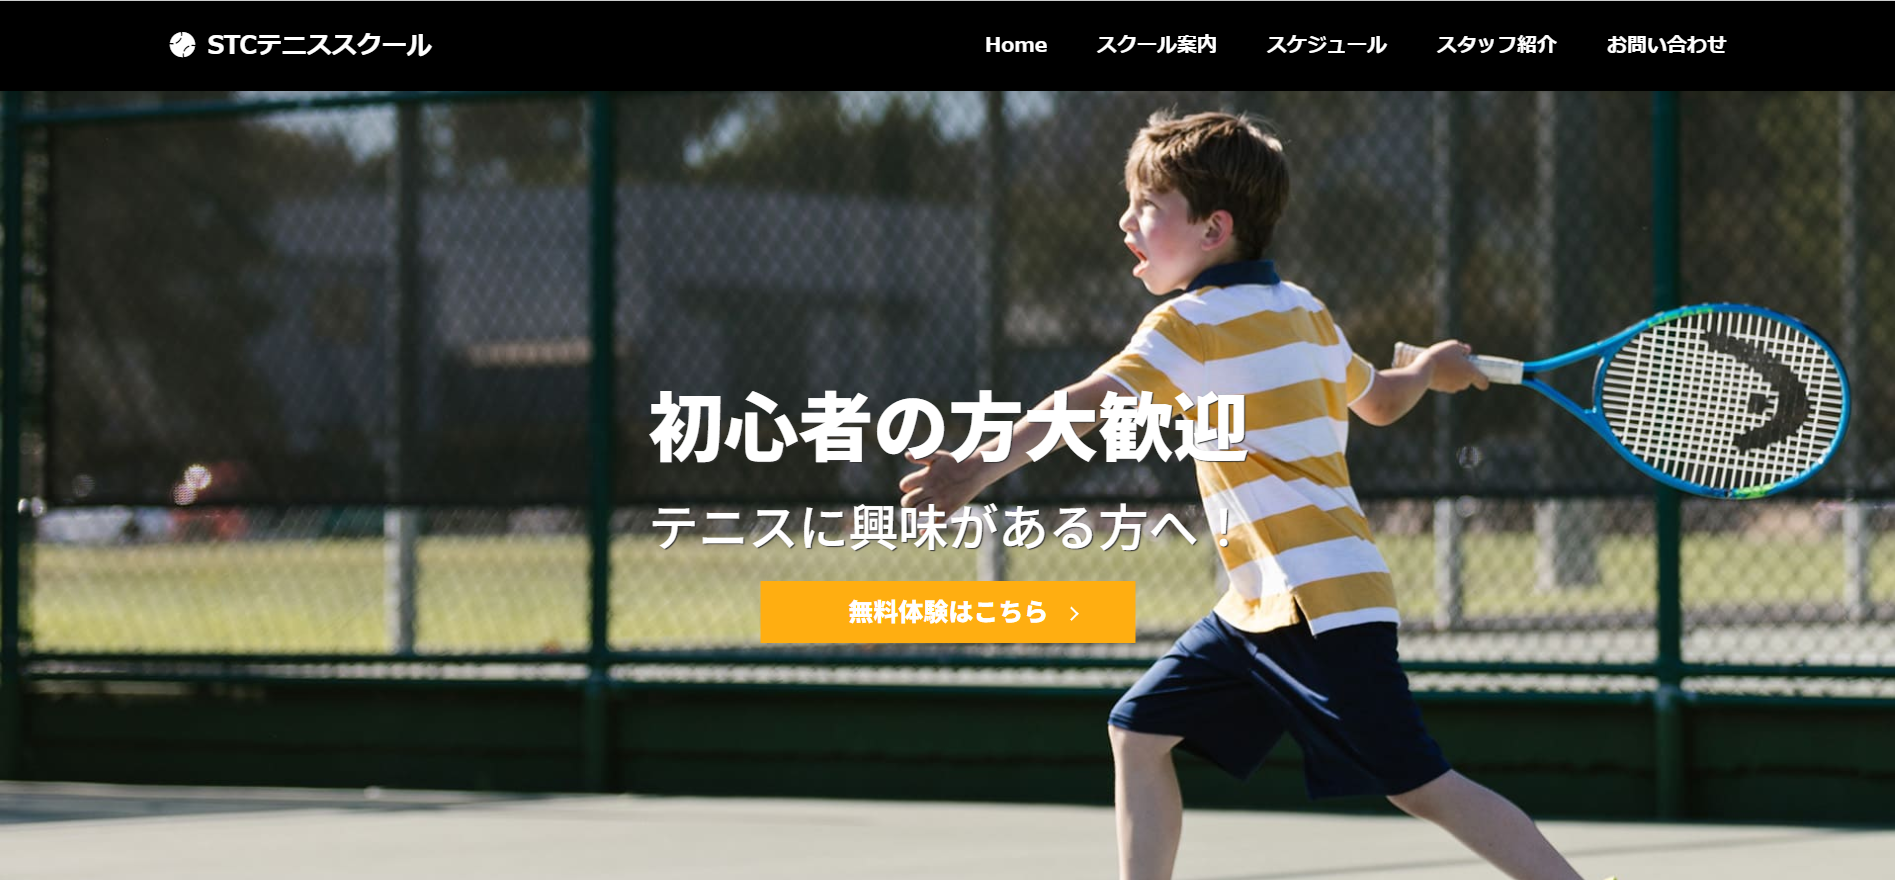 STCテニススクール
Home スクール案内 スケジュール スタッフ紹介 お問い合わせ
初心者の方大歓迎
テニスに興味がある方へ！
無料体験はこちら